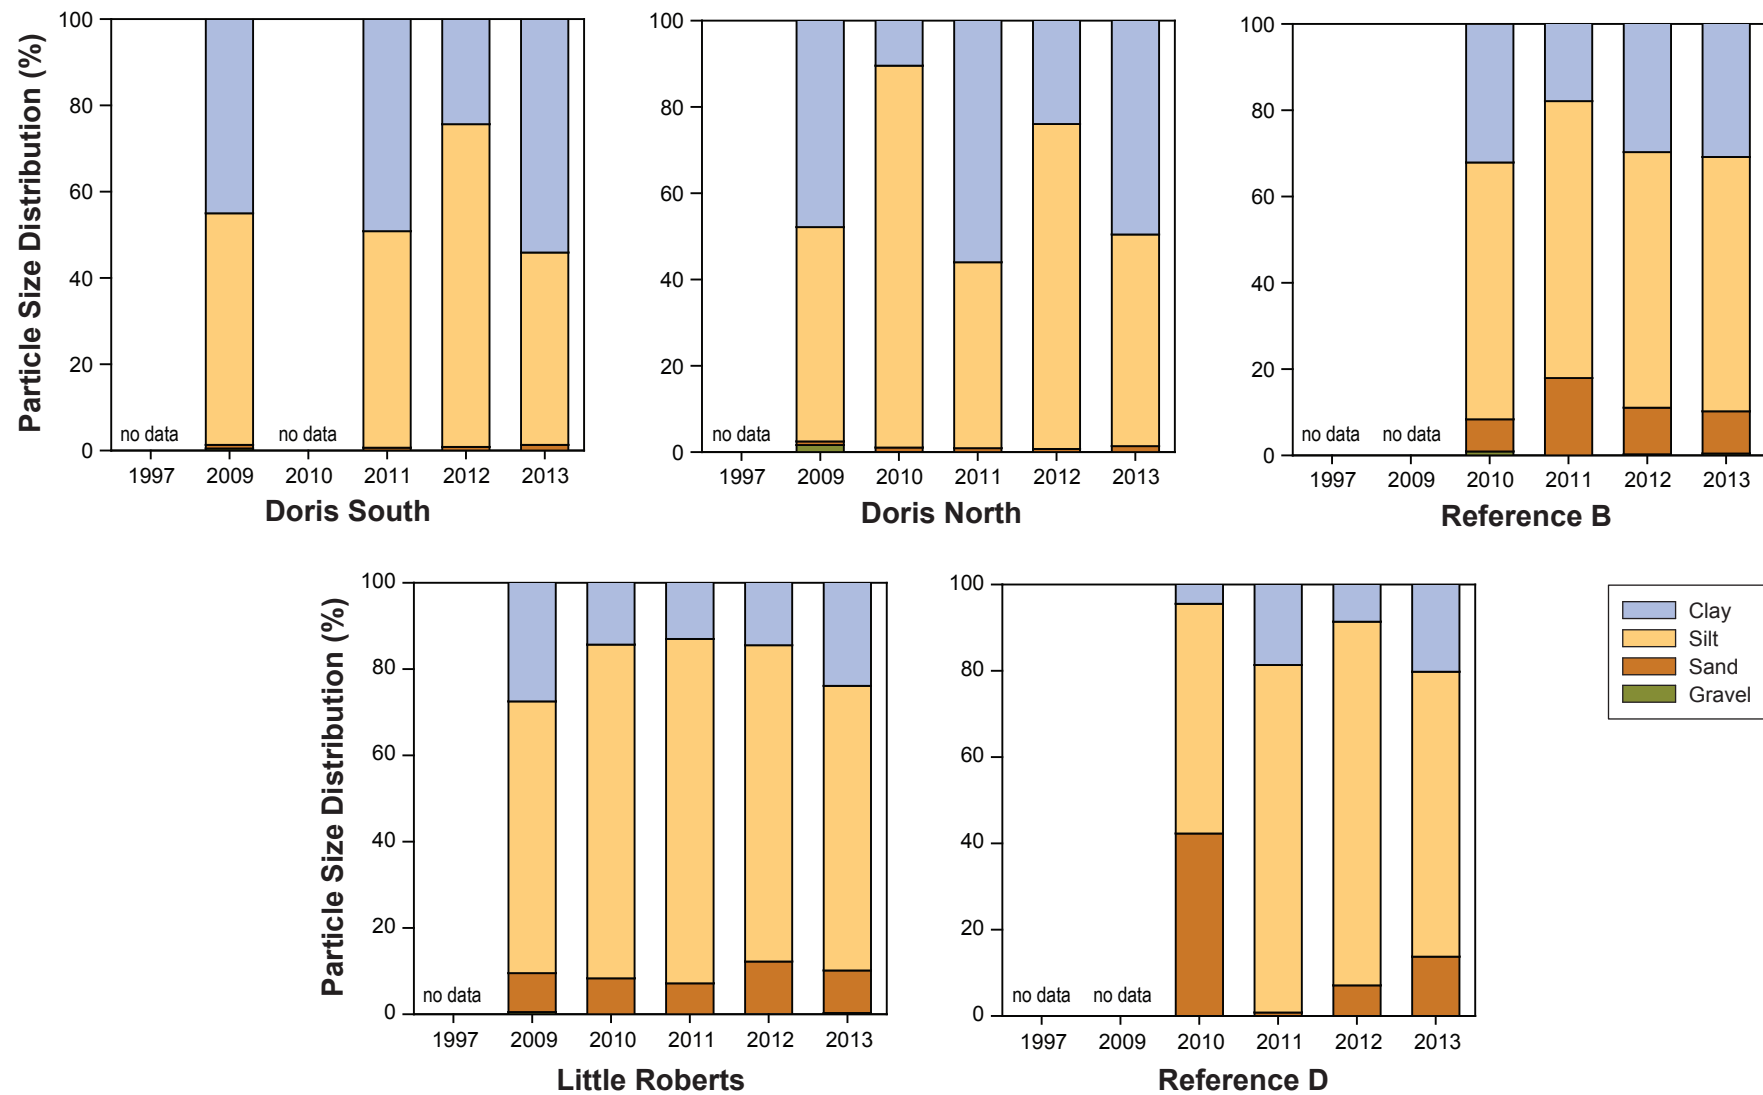 Particle Size Distribution (%)
100
80
60
40
20
0
no data
no data
1997 2009 2010 2011 2012 2013
Doris South
100
80
60
40
20
0
no data
1997 2009 2010 2011 2012 2013
Doris North
100
80
60
40
20
0
no data no data
1997 2009 2010 2011 2012 2013
Reference B
Particle Size Distribution (%)
100
80
60
40
20
0
no data
1997 2009 2010 2011 2012 2013
Little Roberts
100
80
60
40
20
0
no data no data
1997 2009 2010 2011 2012 2013
Reference D
Clay
Silt
Sand
Gravel